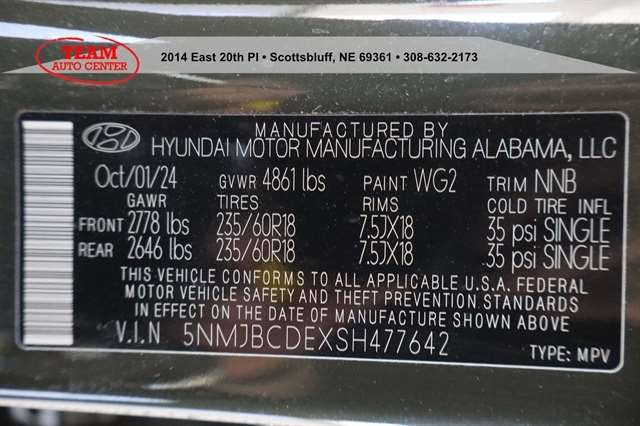 TEAM
AUTO CENTER
2014 East 20th Pl • Scottsbluff, NE 69361 • 308-632-2173
MANUFACTURED BY
HYUNDAI MOTOR MANUFACTURING ALABAMA, LLC
Oct/01/24 GVWR 4861 lbs PAINT WG2 TRIM NNB
GAWR TIRES RIMS COLD TIRE INFL
FRONT 2778 lbs 235/60R18 7.5JX18 35 psi SINGLE
REAR 2646 lbs 235/60R18 7.5JX18 35 psi SINGLE
THIS VEHICLE CONFORMS TO ALL APPLICABLE U.S.A. FEDERAL
MOTOR VEHICLE SAFETY AND THEFT PREVENTION STANDARDS
IN EFFECT ON THE DATE OF MANUFACTURE SHOWN ABOVE
V.I.N 5NMJBCDEXSH477642
TYPE: MPV